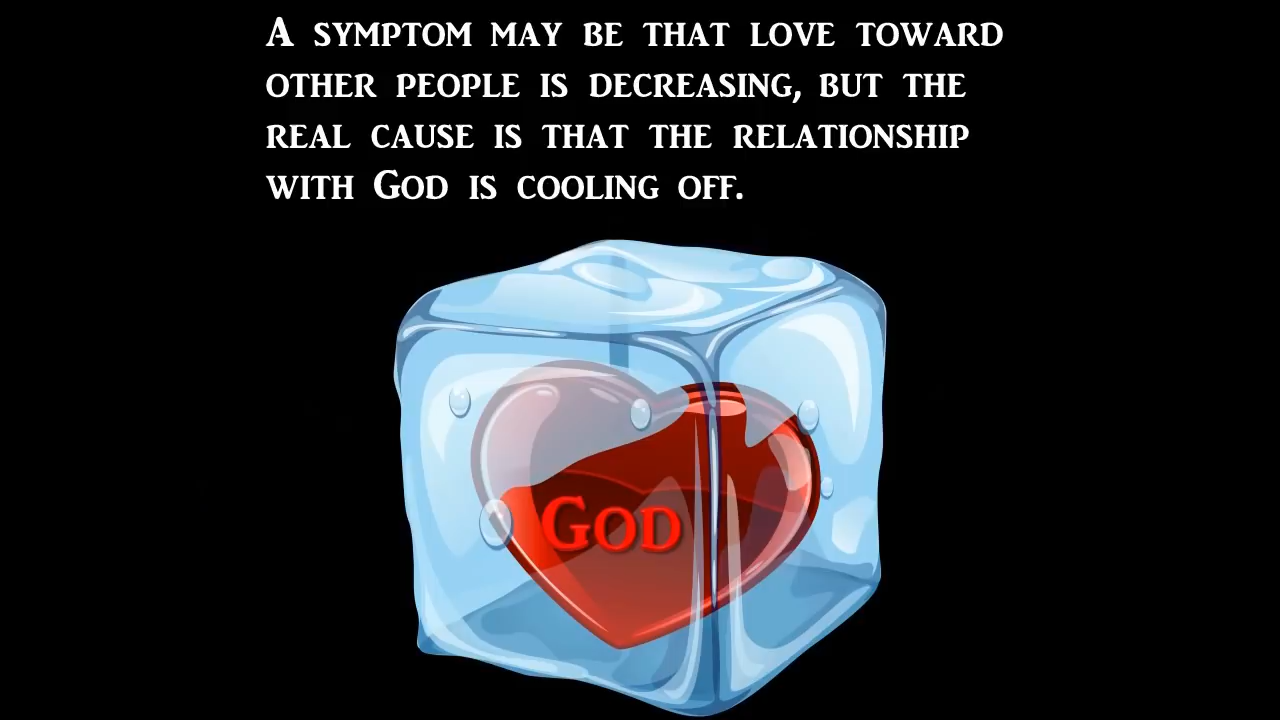 A symptom may be that love toward
other people is decreasing, but the
real cause is that the relationship
with God is cooling off.
God